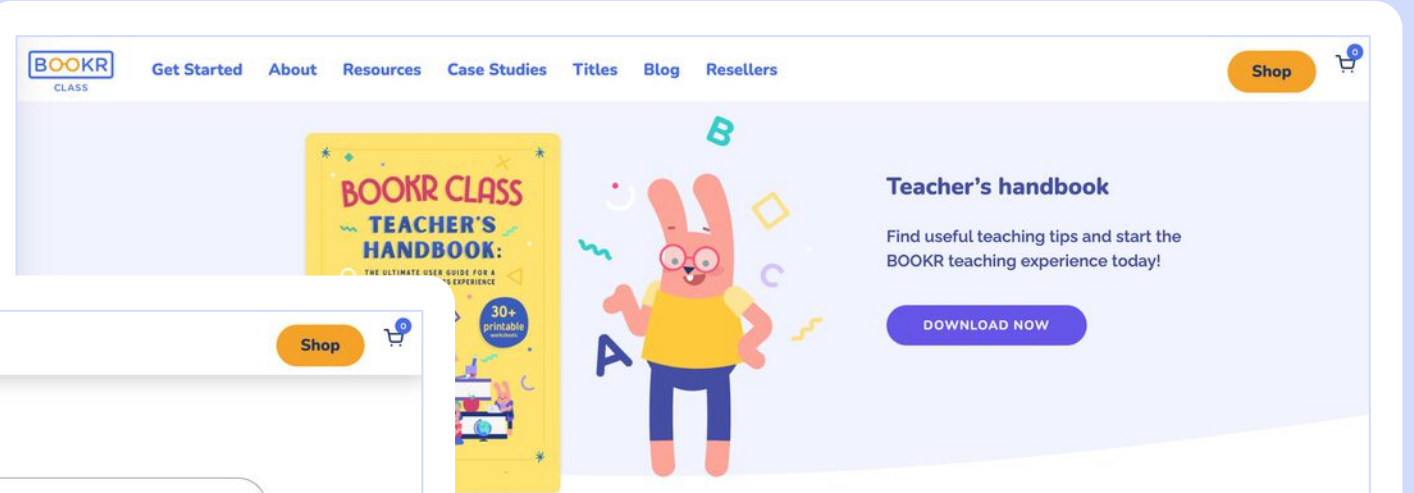 BOOKR
CLASS
Get Started About Resources Case Studies Titles Blog Resellers
Shop
0
B
BOOKR CLASS
TEACHER'S
HANDBOOK:
THE ULTIMATE USER GUIDE FOR A
EXPERIENCE
30+
printable
worksheets
A
Teacher's handbook
Find useful teaching tips and start the
BOOKR teaching experience today!
DOWNLOAD NOW
Shop
0